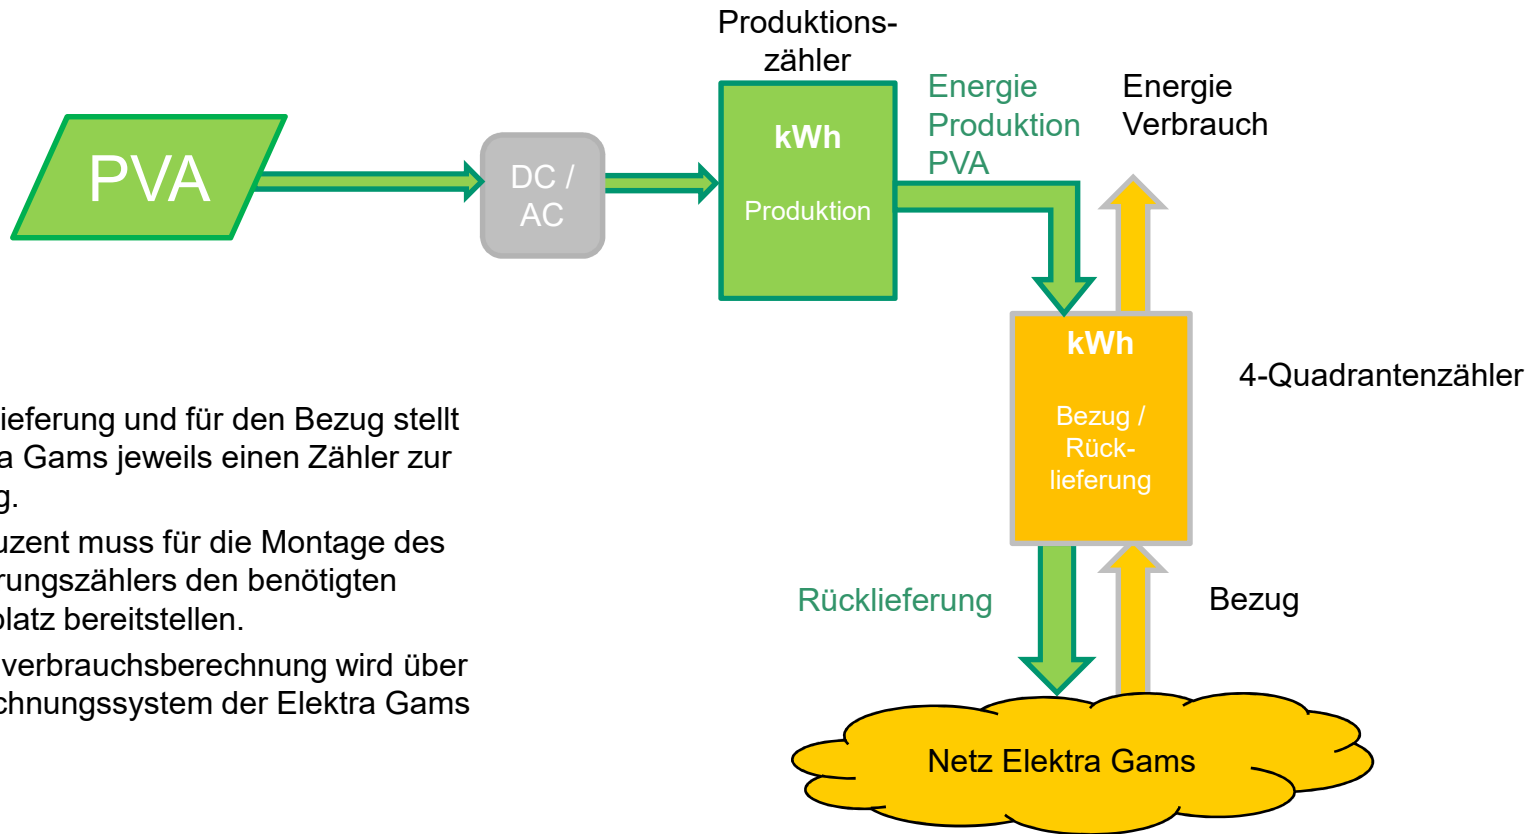 Produktions-
zähler
Energie
Produktion
PVA
Energie
Verbrauch
PVA
DC /
AC
kWh
Produktion
kWh
Bezug /
Rück-
lieferung
4-Quadrantenzähler
ieferung und für den Bezug stellt
a Gams jeweils einen Zähler zur
g.
uzent muss für die Montage des
rungszählers den benötigten
platz bereitstellen.
verbrauchsberechnung wird über
chnungssystem der Elektra Gams
Rücklieferung
Bezug
Netz Elektra Gams